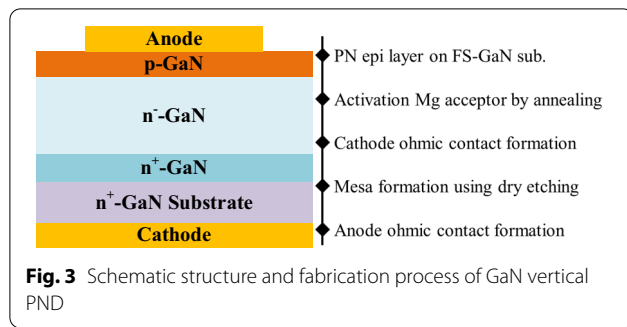 Anode
p-GaN
n⁻-GaN
n⁺-GaN
n⁺-GaN Substrate
Cathode
PN epi layer on FS-GaN sub.
Activation Mg acceptor by annealing
Cathode ohmic contact formation
Mesa formation using dry etching
Anode ohmic contact formation
Fig. 3 Schematic structure and fabrication process of GaN vertical
PND